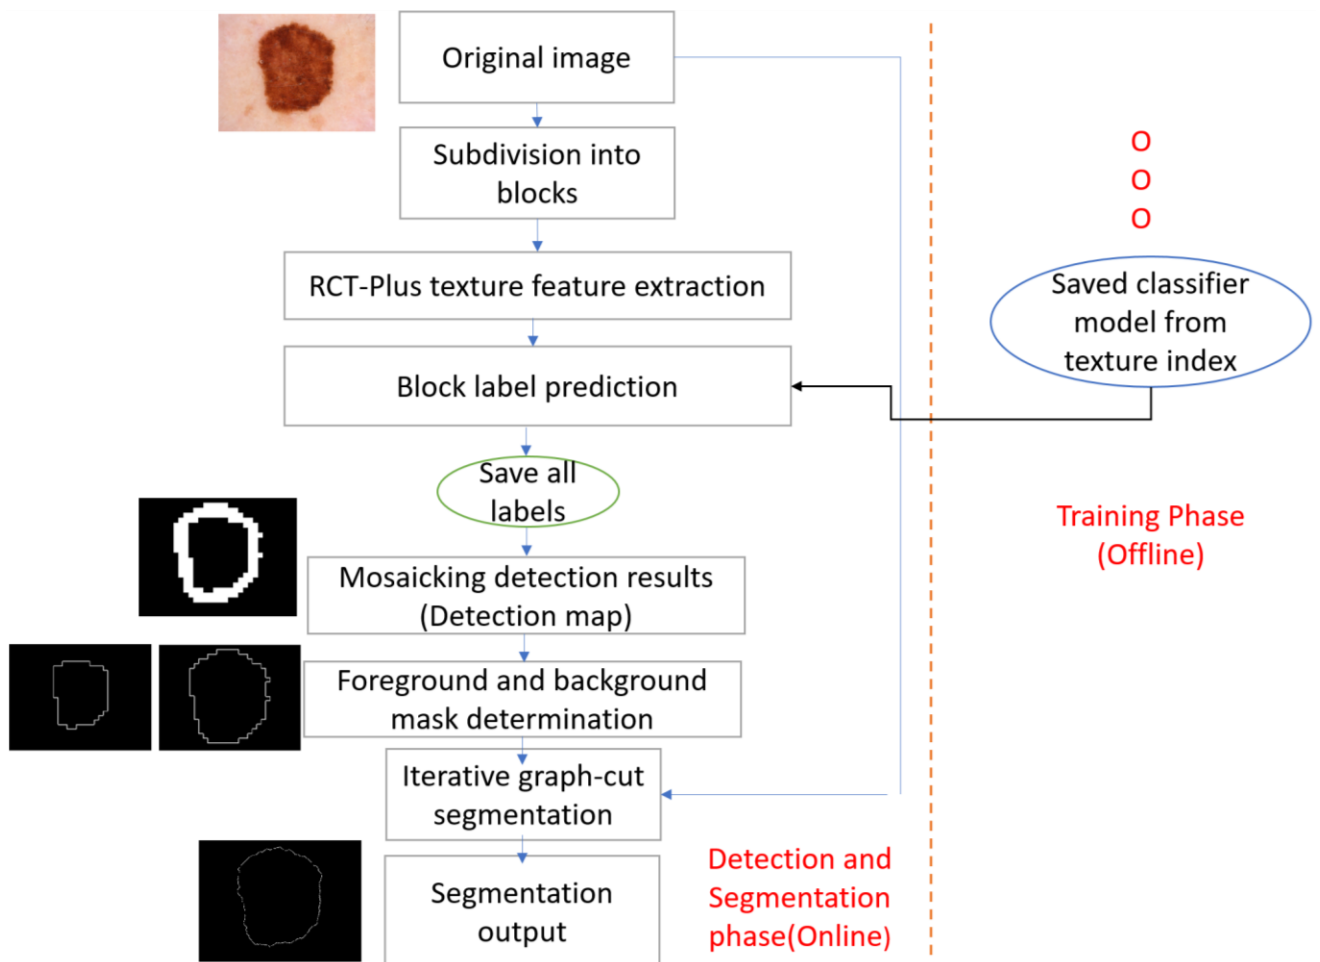 Original image
Subdivision into
blocks
RCT-Plus texture feature extraction
Block label prediction
Save all
labels
Mosaicking detection results
(Detection map)
Foreground and background
mask determination
Iterative graph-cut
segmentation
Segmentation
output
Detection and
Segmentation
phase(Online)
O
O
O
Saved classifier
model from
texture index
Training Phase
(Offline)